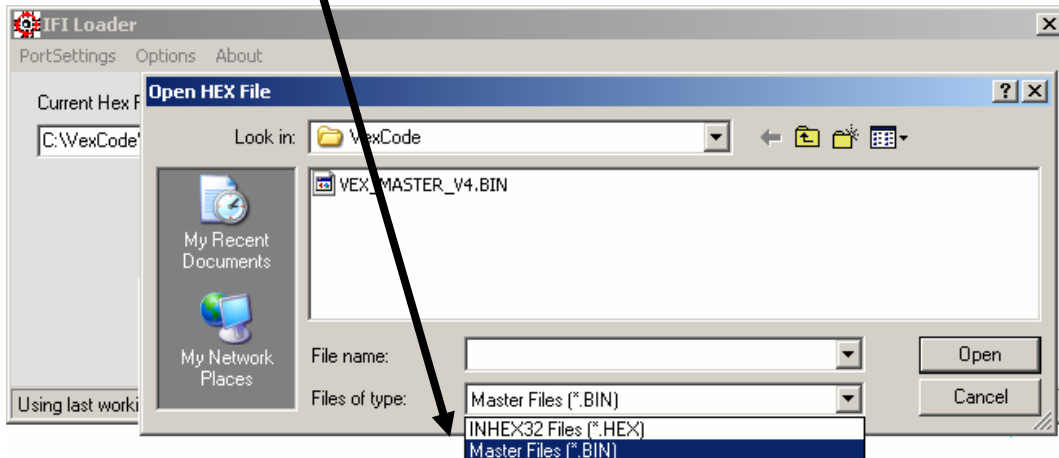 IFI Loader
PortSettings Options About
Current Hex F
C:\VexCode\
Open HEX File
Look in: VexCode
VEX_MASTER_V4.BIN
My Recent
Documents
My Network
Places
File name:
Open
Files of type: Master Files (*.BIN)
Cancel
INHEX32 Files (*.HEX)
Master Files (*.BIN)
Using last worki